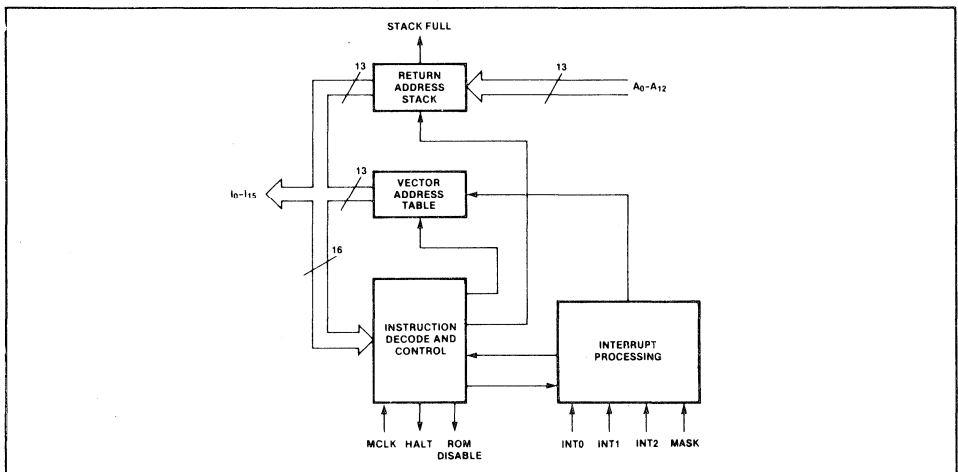 STACK FULL
13
RETURN
ADDRESS
STACK
13
A0-A12
13
VECTOR
ADDRESS
TABLE
I0-I15
16
INSTRUCTION
DECODE AND
CONTROL
INTERRUPT
PROCESSING
MCLK HALT ROM
DISABLE
INT0 INT1 INT2 MASK